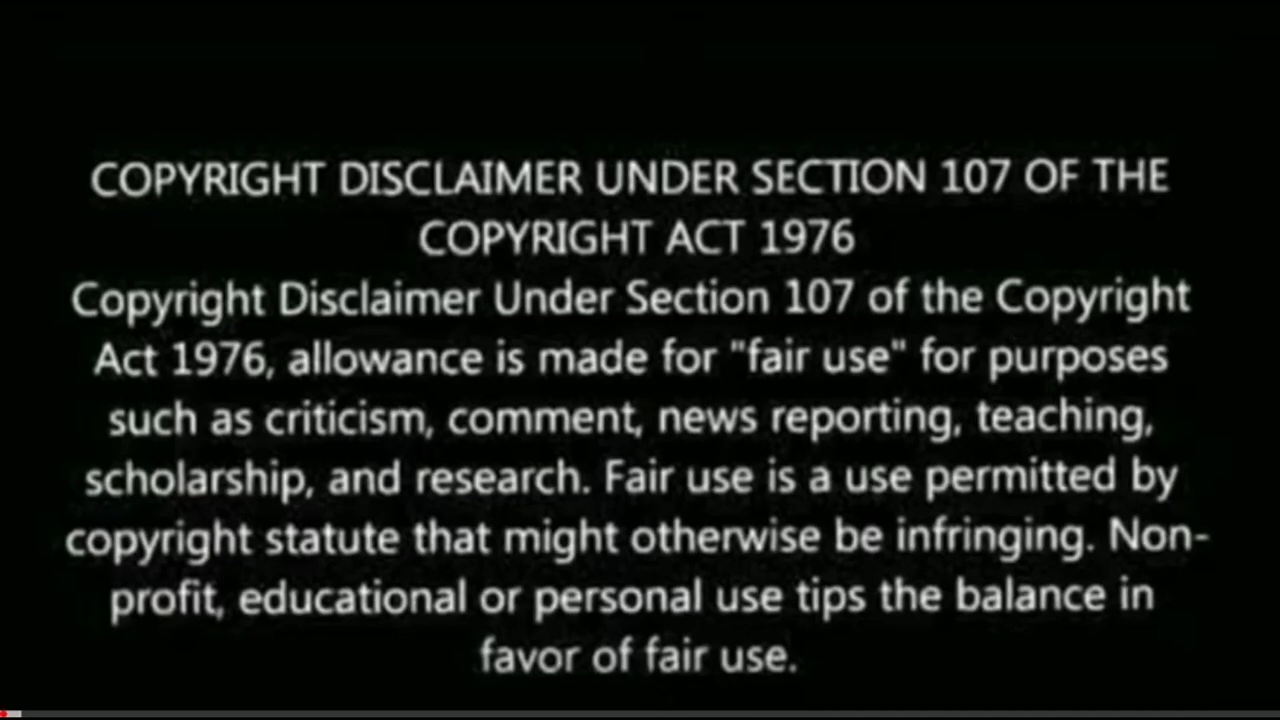 COPYRIGHT DISCLAIMER UNDER SECTION 107 OF THE
COPYRIGHT ACT 1976
Copyright Disclaimer Under Section 107 of the Copyright
Act 1976, allowance is made for "fair use" for purposes
such as criticism, comment, news reporting, teaching,
scholarship, and research. Fair use is a use permitted by
copyright statute that might otherwise be infringing. Non-
profit, educational or personal use tips the balance in
favor of fair use.